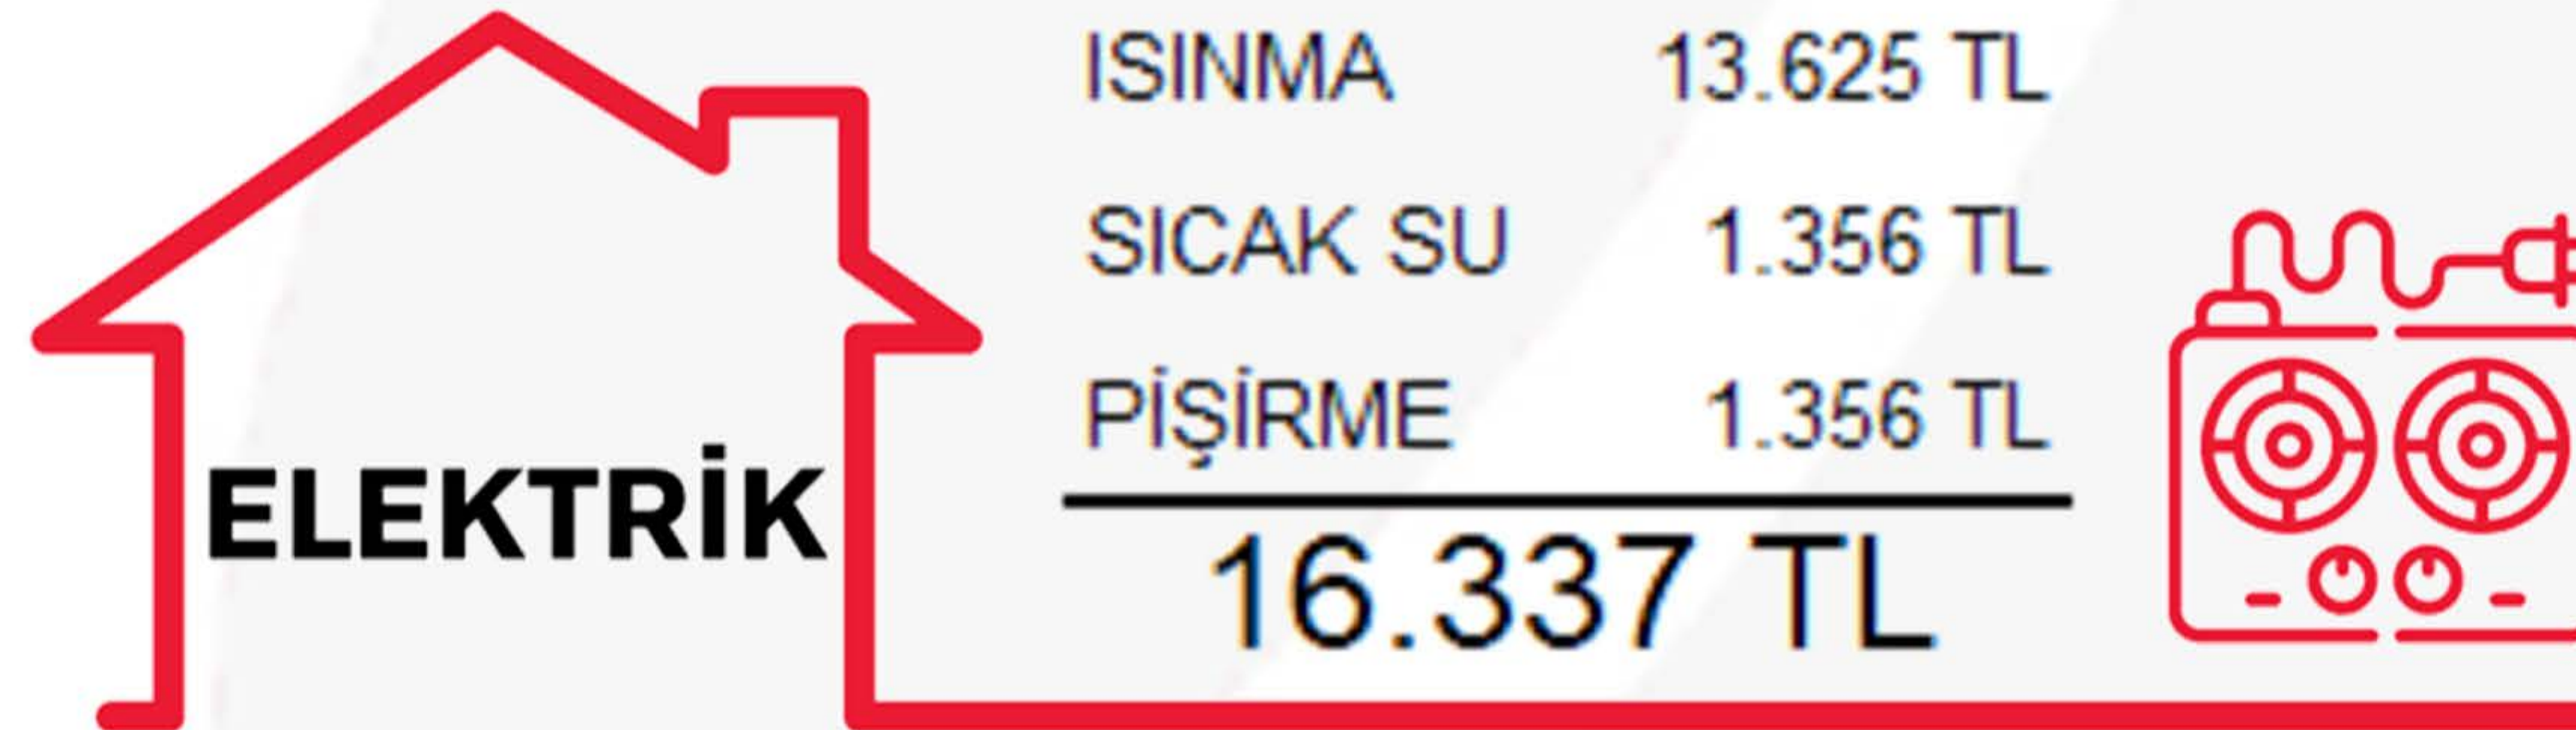 ISINMA 13.625 TL
SICAK SU 1.356 TL
PİŞİRME 1.356 TL
ELEKTRİK
16.337 TL